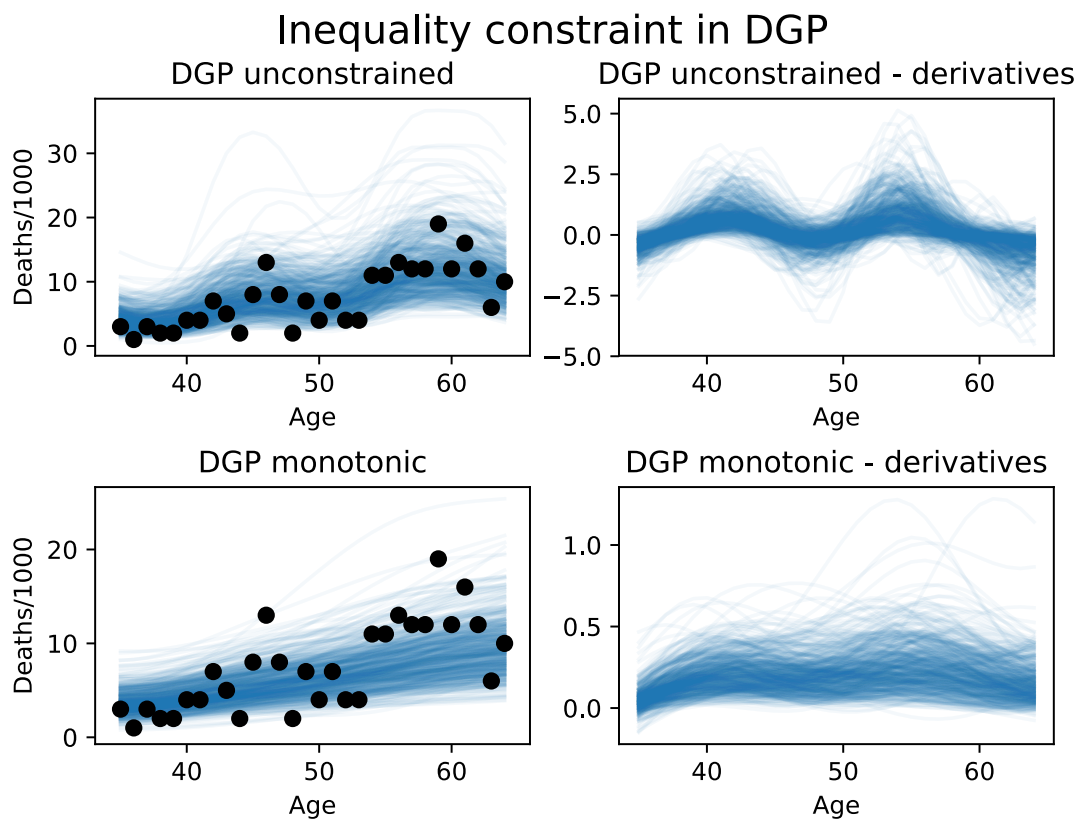 Inequality constraint in DGP
DGP unconstrained
Deaths/1000
30
20
10
0
40 50 60
Age
DGP unconstrained - derivatives
5.0
2.5
0.0
−2.5
−5.0
40 50 60
Age
DGP monotonic
Deaths/1000
20
10
0
40 50 60
Age
DGP monotonic - derivatives
1.0
0.5
0.0
40 50 60
Age